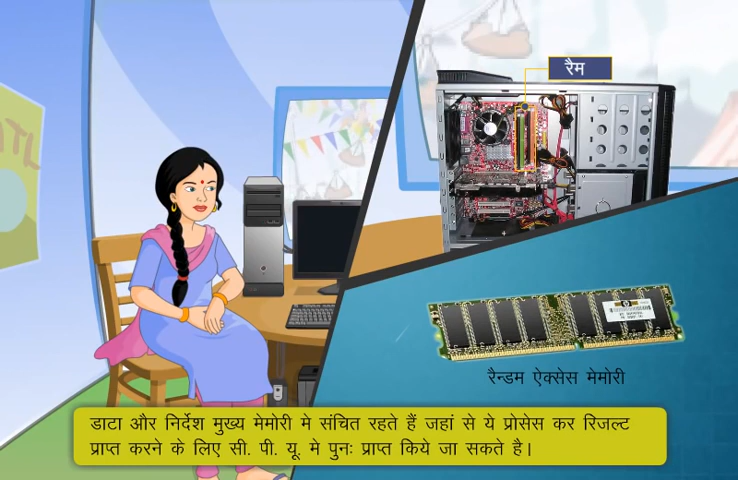 रैम
रैन्डम ऐक्सेस मेमोरी
डाटा और निर्देश मुख्य मेमोरी मे संचित रहते हैं जहां से ये प्रोसेस कर रिजल्ट
प्राप्त करने के लिए सी. पी. यू. मे पुनः प्राप्त किये जा सकते है।